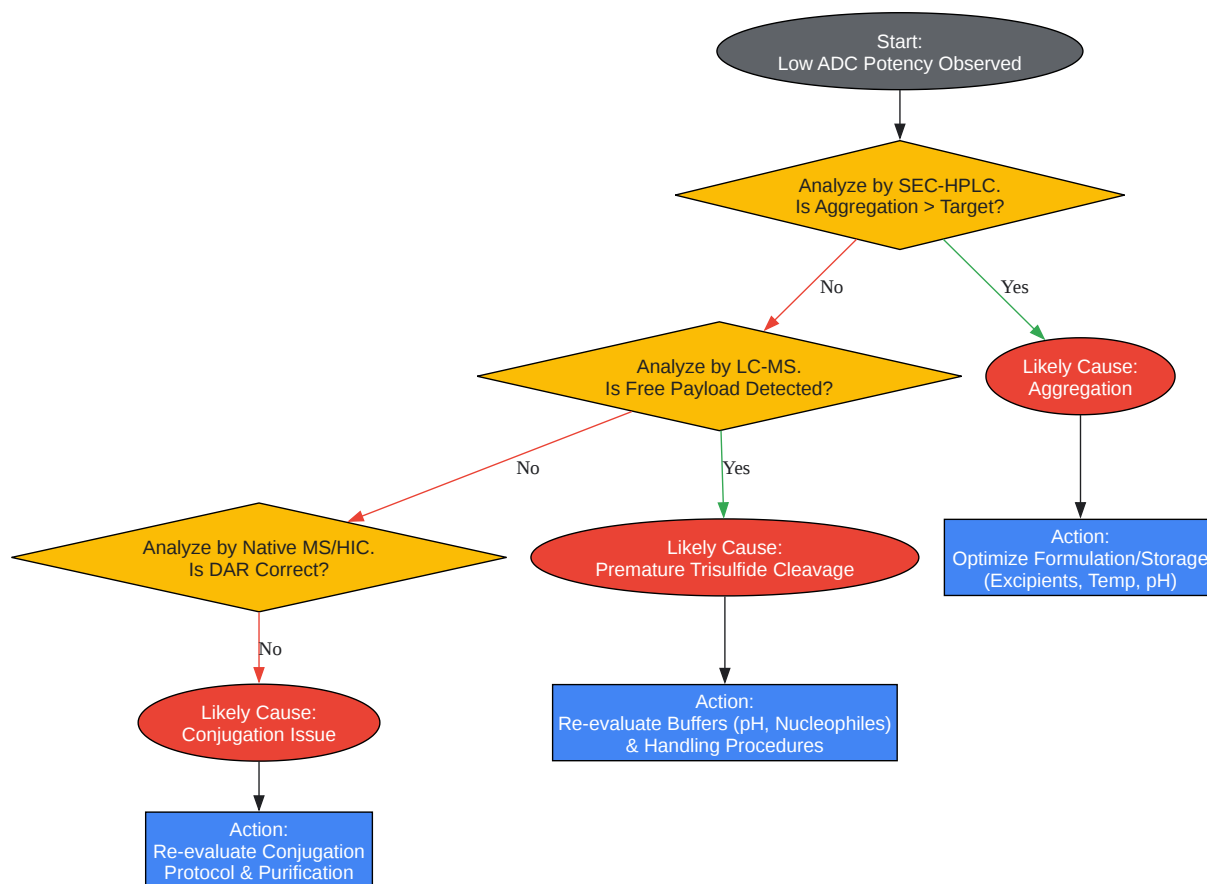 Start:
Low ADC Potency Observed
Analyze by SEC-HPLC.
Is Aggregation > Target?
No
Yes
Analyze by LC-MS.
Is Free Payload Detected?
Likely Cause:
Aggregation
No
Yes
Analyze by Native MS/HIC.
Is DAR Correct?
Likely Cause:
Premature Trisulfide Cleavage
Action:
Optimize Formulation/Storage
(Excipients, Temp, pH)
No
Likely Cause:
Conjugation Issue
Action:
Re-evaluate Buffers (pH, Nucleophiles)
& Handling Procedures
Action:
Re-evaluate Conjugation
Protocol & Purification